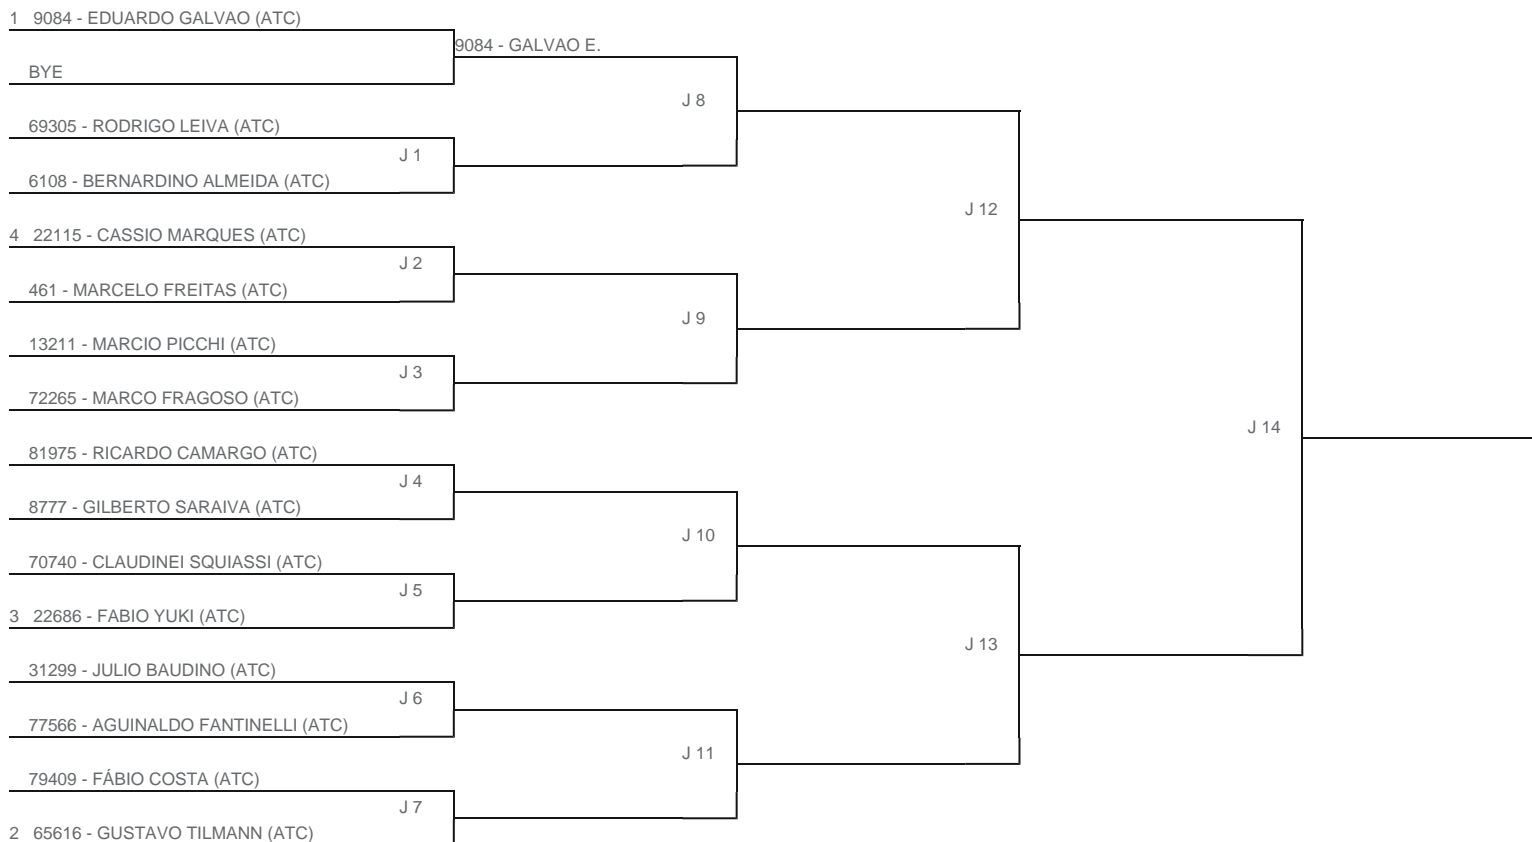 1 9084 - EDUARDO GALVAO (ATC)
9084 - GALVAO E.
BYE
J 8
69305 - RODRIGO LEIVA (ATC)
J 1
6108 - BERNARDINO ALMEIDA (ATC)
J 12
4 22115 - CASSIO MARQUES (ATC)
J 2
461 - MARCELO FREITAS (ATC)
J 9
13211 - MARCIO PICCHI (ATC)
J 3
72265 - MARCO FRAGOSO (ATC)
J 14
81975 - RICARDO CAMARGO (ATC)
J 4
8777 - GILBERTO SARAIVA (ATC)
J 10
70740 - CLAUDINEI SQUIASSI (ATC)
J 5
3 22686 - FABIO YUKI (ATC)
J 13
31299 - JULIO BAUDINO (ATC)
J 6
77566 - AGUINALDO FANTINELLI (ATC)
J 11
79409 - FÁBIO COSTA (ATC)
J 7
2 65616 - GUSTAVO TILMANN (ATC)